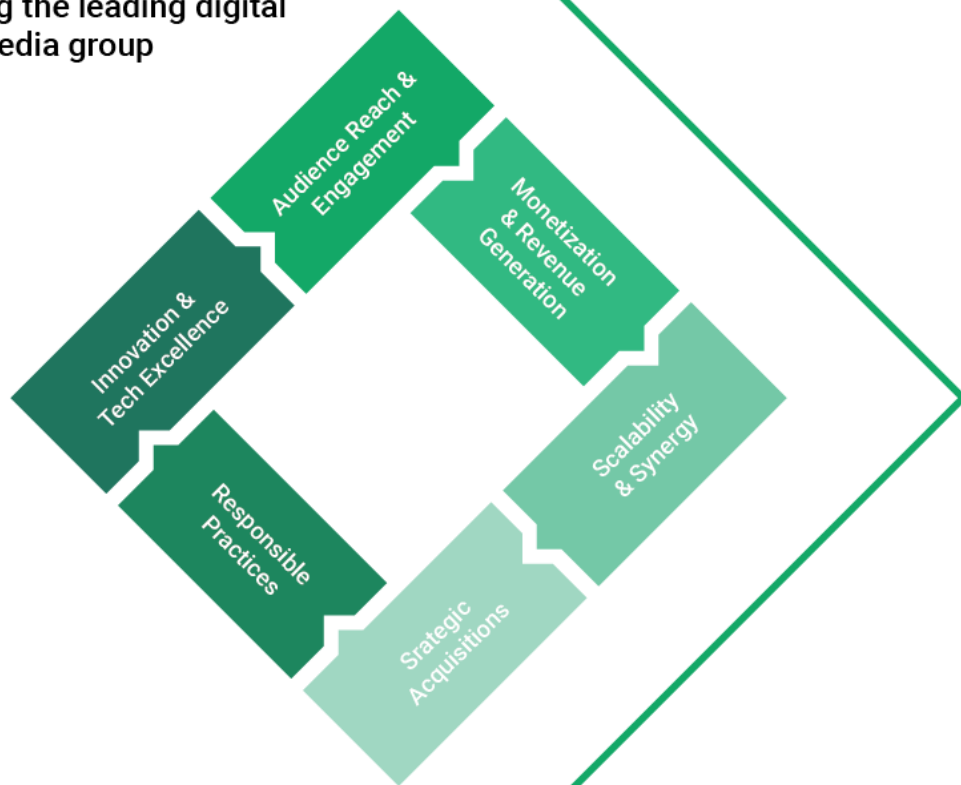 g the leading digital
edia group
Audience Reach &
Engagement
Monetization
& Revenue
Generation
Innovation &
Tech Excellence
Scalability
& Synergy
Responsible
Practices
Srategic
Acquisitions